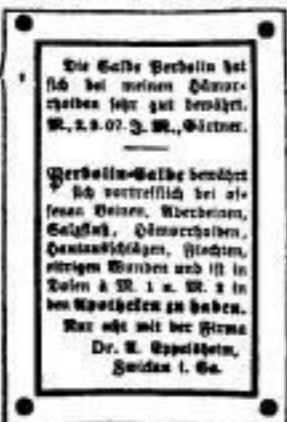 Die Salbe Perbolin hat
sich bei meinen Hämor-
rhoiden sehr gut bewährt.
M., 2.9.07. J. M., Gärtner.
Perbolin-Salbe bewährt
sich vortrefflich bei of-
fenen Beinen, Aderbeinen,
Salzfluß, Hämorrhoiden,
Hautausschlägen, Flechten,
eitrigen Wunden und ist in
Dosen à M. 1 u. M. 2 in
den Apotheken zu haben.
Nur echt mit der Firma
Dr. A. Eppelsheim,
Zwickau i. Sa.